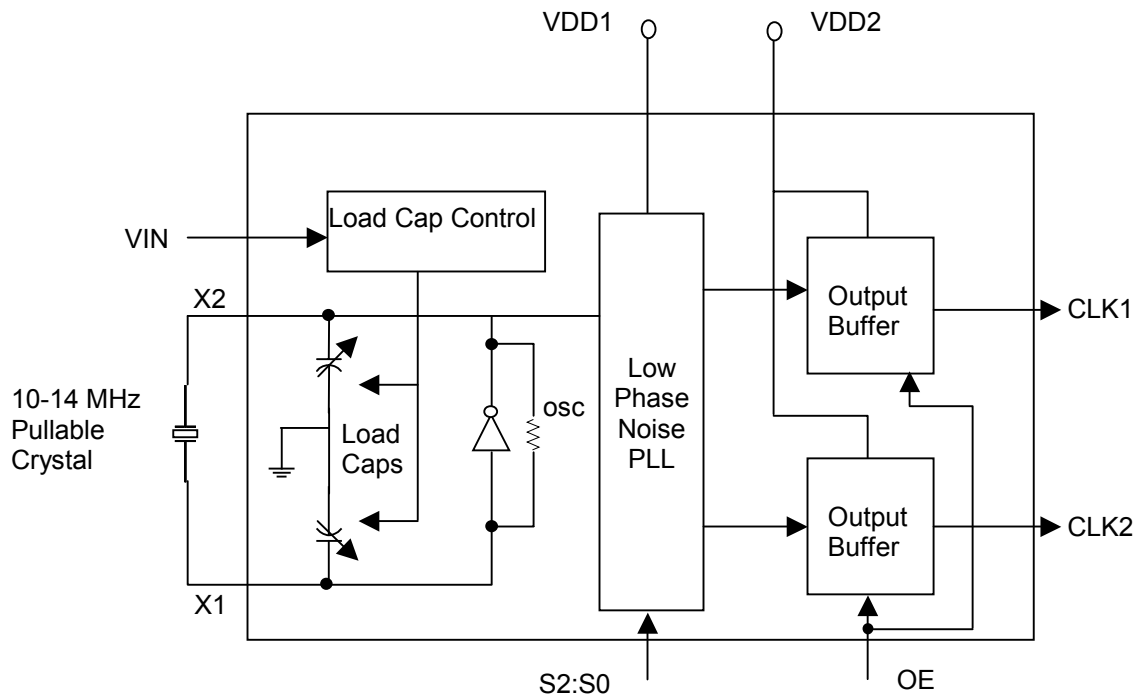 VDD1
VDD2
Load Cap Control
VIN
X2
Output
Buffer
CLK1
10-14 MHz
Pullable
Crystal
osc
Load
Caps
Low
Phase
Noise
PLL
Output
Buffer
CLK2
X1
S2:S0
OE